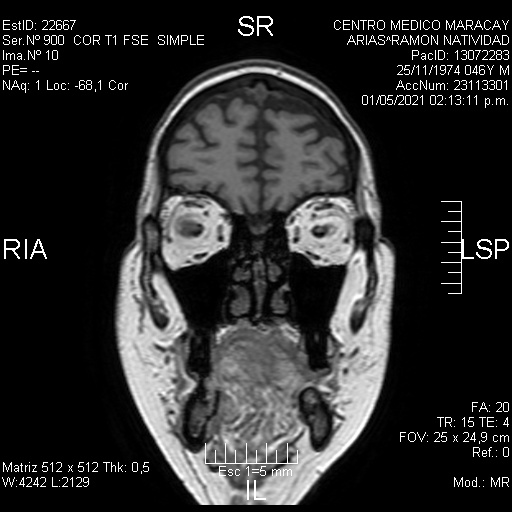 EstID: 22667
Ser.Nº 900 COR T1 FSE SIMPLE
Ima.Nº 10
PE= --
NAq: 1 Loc: -68,1 Cor
SR
CENTRO MEDICO MARACAY
ARIAS^RAMON NATIVIDAD
PacID: 13072283
25/11/1974 046Y M
AccNum: 23113301
01/05/2021 02:13:11 p.m.
RIA
LSP
Matriz 512 x 512 Thk: 0,5
W:4242 L:2129
Esc 1=5 mm
IL
FA: 20
TR: 15 TE: 4
FOV: 25 x 24,9 cm
Ref.: 0
Mod.: MR